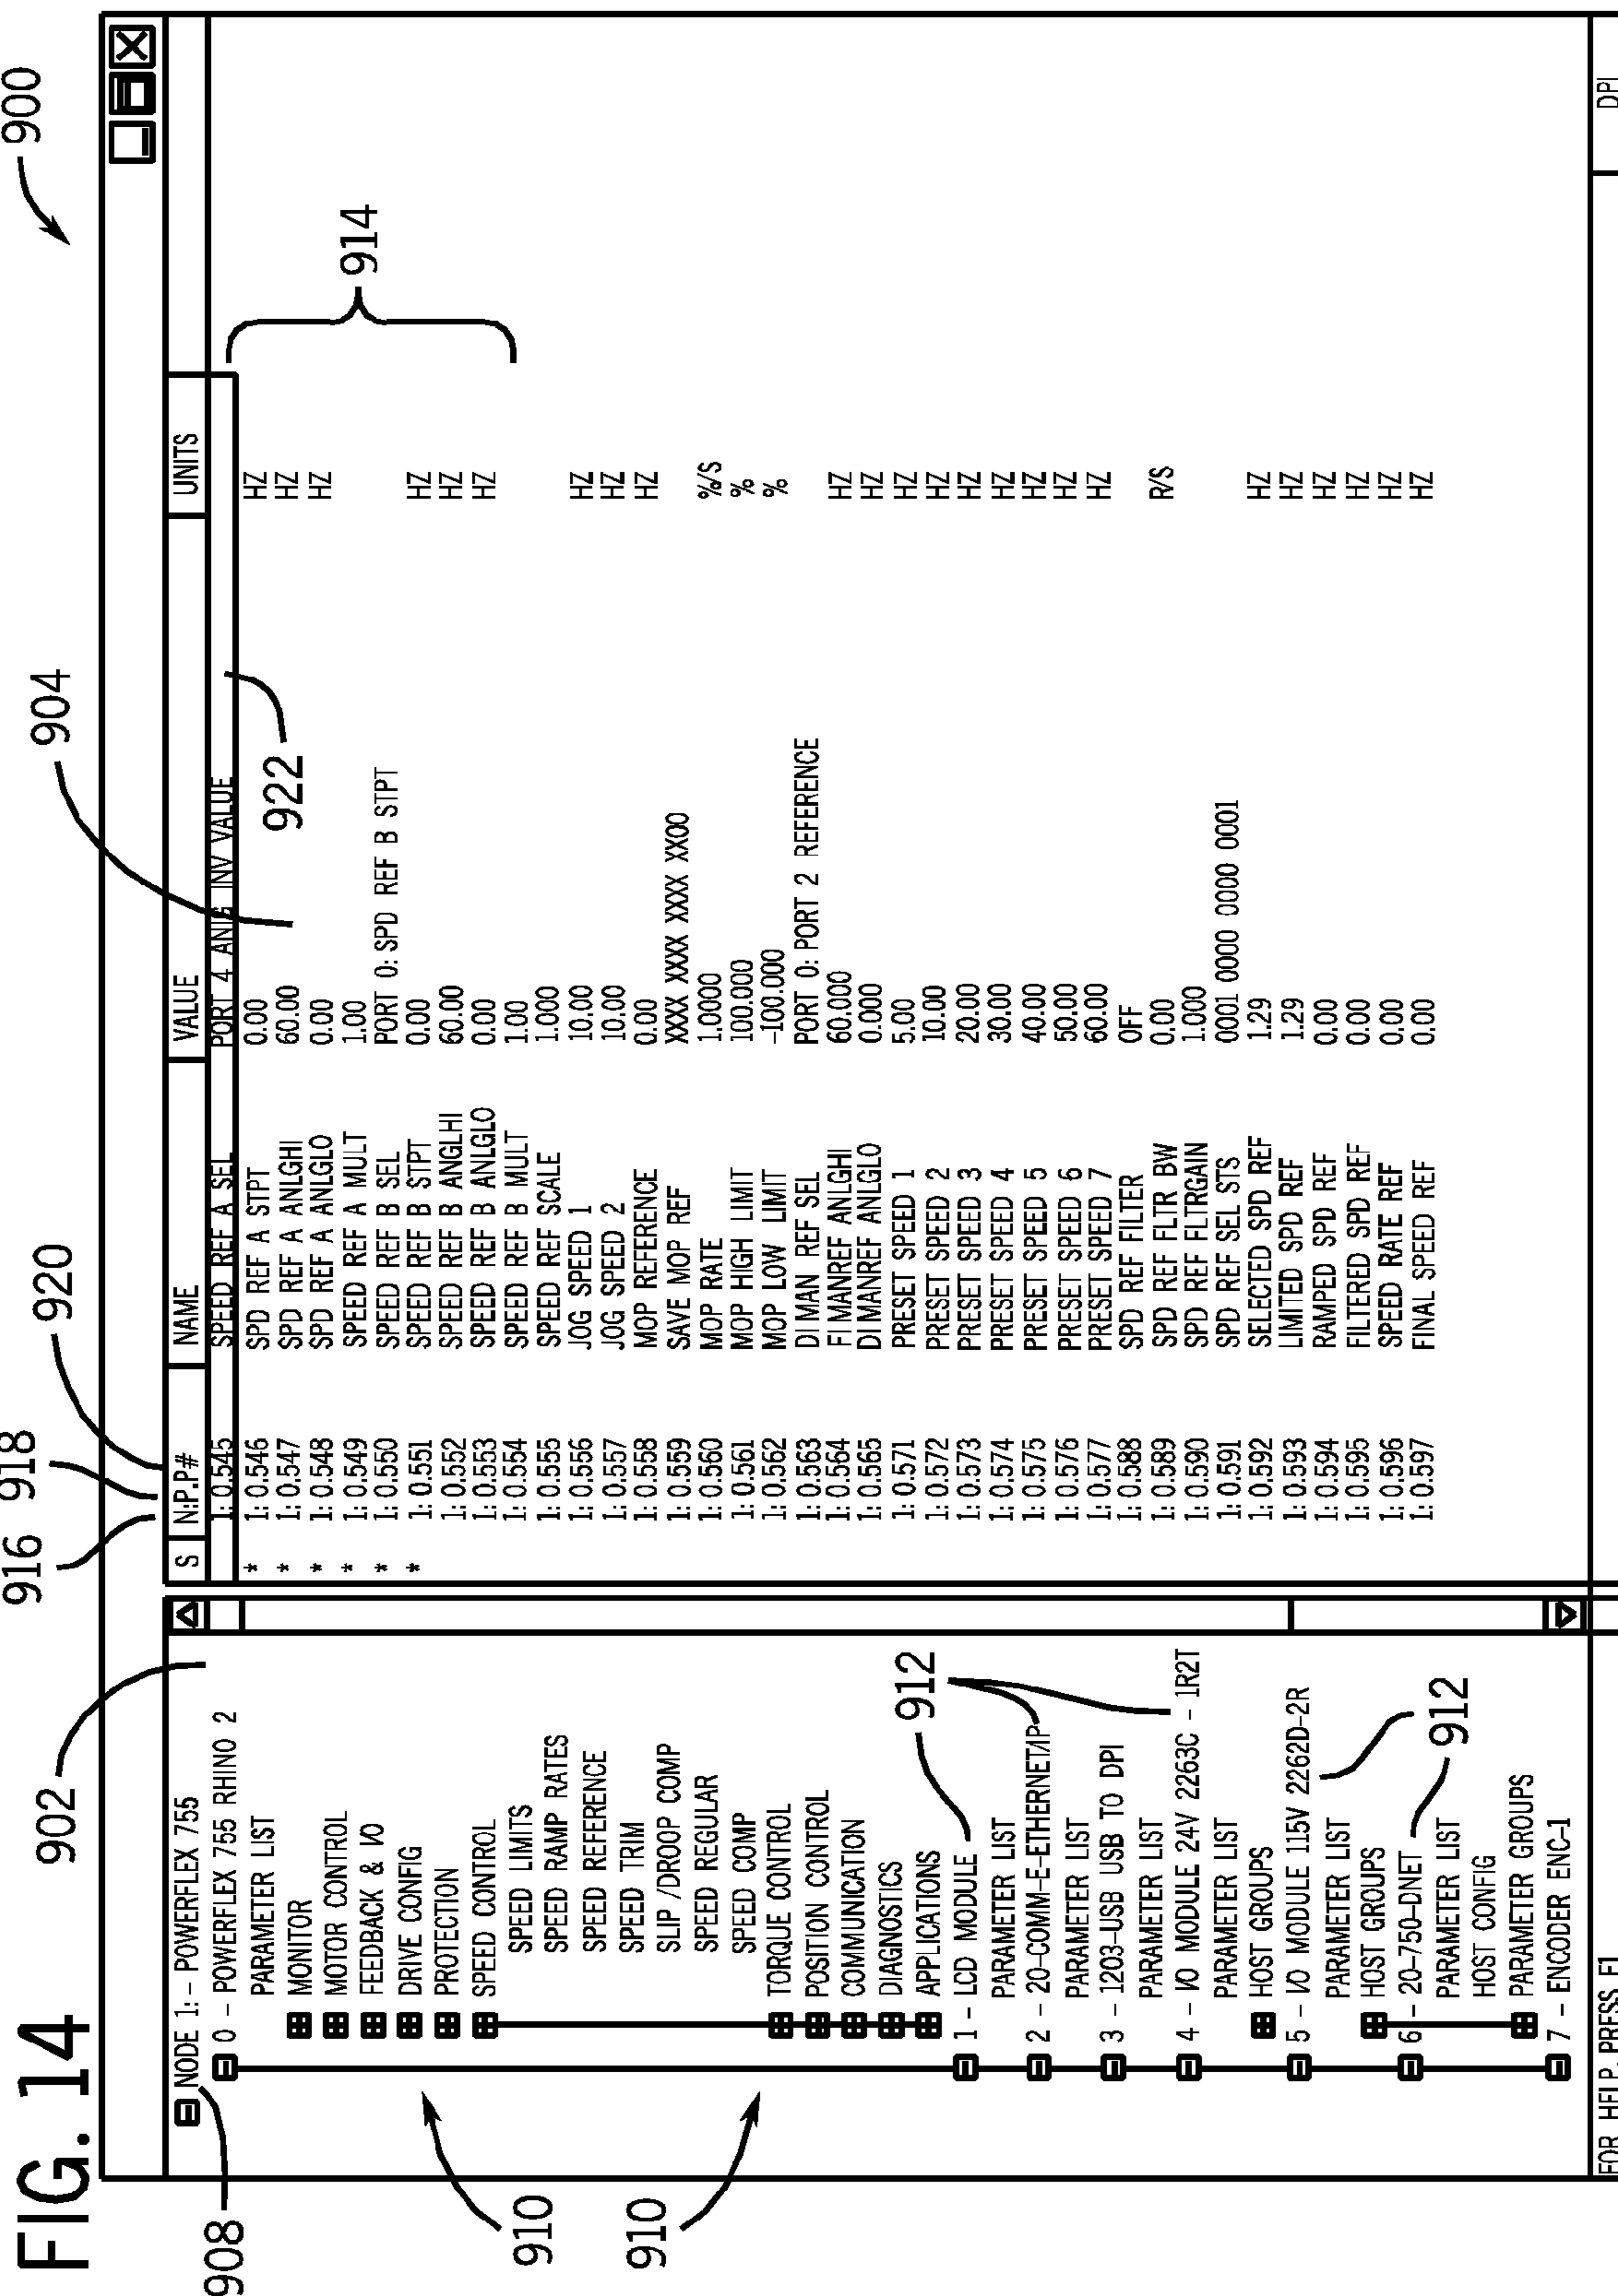 FIG. 14
900
902
904
916
918
920
908
910
910
NODE 1: - POWERFLEX 755
0 - POWERFLEX 755 RHINO 2
PARAMETER LIST
MONITOR
MOTOR CONTROL
FEEDBACK & I/O
DRIVE CONFIG
PROTECTION
SPEED CONTROL
SPEED LIMITS
SPEED RAMP RATES
SPEED REFERENCE
SPEED TRIM
SLIP /DROOP COMP
SPEED REGULAR
SPEED COMP
TORQUE CONTROL
POSITION CONTROL
COMMUNICATION
DIAGNOSTICS
APPLICATIONS
1 - LCD MODULE
912
PARAMETER LIST
2 - 20-COMM-E-ETHERNET/IP
PARAMETER LIST
3 - 1203-USB USB TO DPI
PARAMETER LIST
4 - I/O MODULE 24V 2263C - 1R2T
PARAMETER LIST
HOST GROUPS
5 - I/O MODULE 115V 2262D-2R
PARAMETER LIST
HOST GROUPS
6 - 20-750-DNET
912
PARAMETER LIST
HOST CONFIG
PARAMETER GROUPS
7 - ENCODER ENC-1
S N:P.P# NAME VALUE UNITS
1: 0.545 SPEED REF A SEL PORT 4 ANIG INV VALUE
* 1: 0.546 SPD REF A STPT 0.00 HZ
* 1: 0.547 SPD REF A ANLGHI 60.00 HZ
* 1: 0.548 SPD REF A ANLGLO 0.00 HZ
* 1: 0.549 SPEED REF A MULT 1.00
* 1: 0.550 SPEED REF B SEL PORT 0: SPD REF B STPT
* 1: 0.551 SPEED REF B STPT 0.00 HZ
1: 0.552 SPEED REF B ANGLHI 60.00 HZ
1: 0.553 SPEED REF B ANLGLO 0.00 HZ
1: 0.554 SPEED REF B MULT 1.00
1: 0.555 SPEED REF SCALE 1.000
1: 0.556 JOG SPEED 1 10.00 HZ
1: 0.557 JOG SPEED 2 10.00 HZ
1: 0.558 MOP REFERENCE 0.00 HZ
1: 0.559 SAVE MOP REF XXXX XXXX XXXX XX00
1: 0.560 MOP RATE 1.0000 %/S
1: 0.561 MOP HIGH LIMIT 100.000 %
1: 0.562 MOP LOW LIMIT -100.000 %
1: 0.563 DI MAN REF SEL PORT 0: PORT 2 REFERENCE
1: 0.564 FI MANREF ANLGHI 60.000 HZ
1: 0.565 DI MANREF ANLGLO 0.000 HZ
1: 0.571 PRESET SPEED 1 5.00 HZ
1: 0.572 PRESET SPEED 2 10.00 HZ
1: 0.573 PRESET SPEED 3 20.00 HZ
1: 0.574 PRESET SPEED 4 30.00 HZ
1: 0.575 PRESET SPEED 5 40.00 HZ
1: 0.576 PRESET SPEED 6 50.00 HZ
1: 0.577 PRESET SPEED 7 60.00 HZ
1: 0.588 SPD REF FILTER OFF
1: 0.589 SPD REF FLTR BW 0.00 R/S
1: 0.590 SPD REF FLTRGAIN 1.000
1: 0.591 SPD REF SEL STS 0001 0000 0000 0001
1: 0.592 SELECTED SPD REF 1.29 HZ
1: 0.593 LIMITED SPD REF 1.29 HZ
1: 0.594 RAMPED SPD REF 0.00 HZ
1: 0.595 FILTERED SPD REF 0.00 HZ
1: 0.596 SPEED RATE REF 0.00 HZ
1: 0.597 FINAL SPEED REF 0.00 HZ
922
914
FOR HELP, PRESS F1
DPI